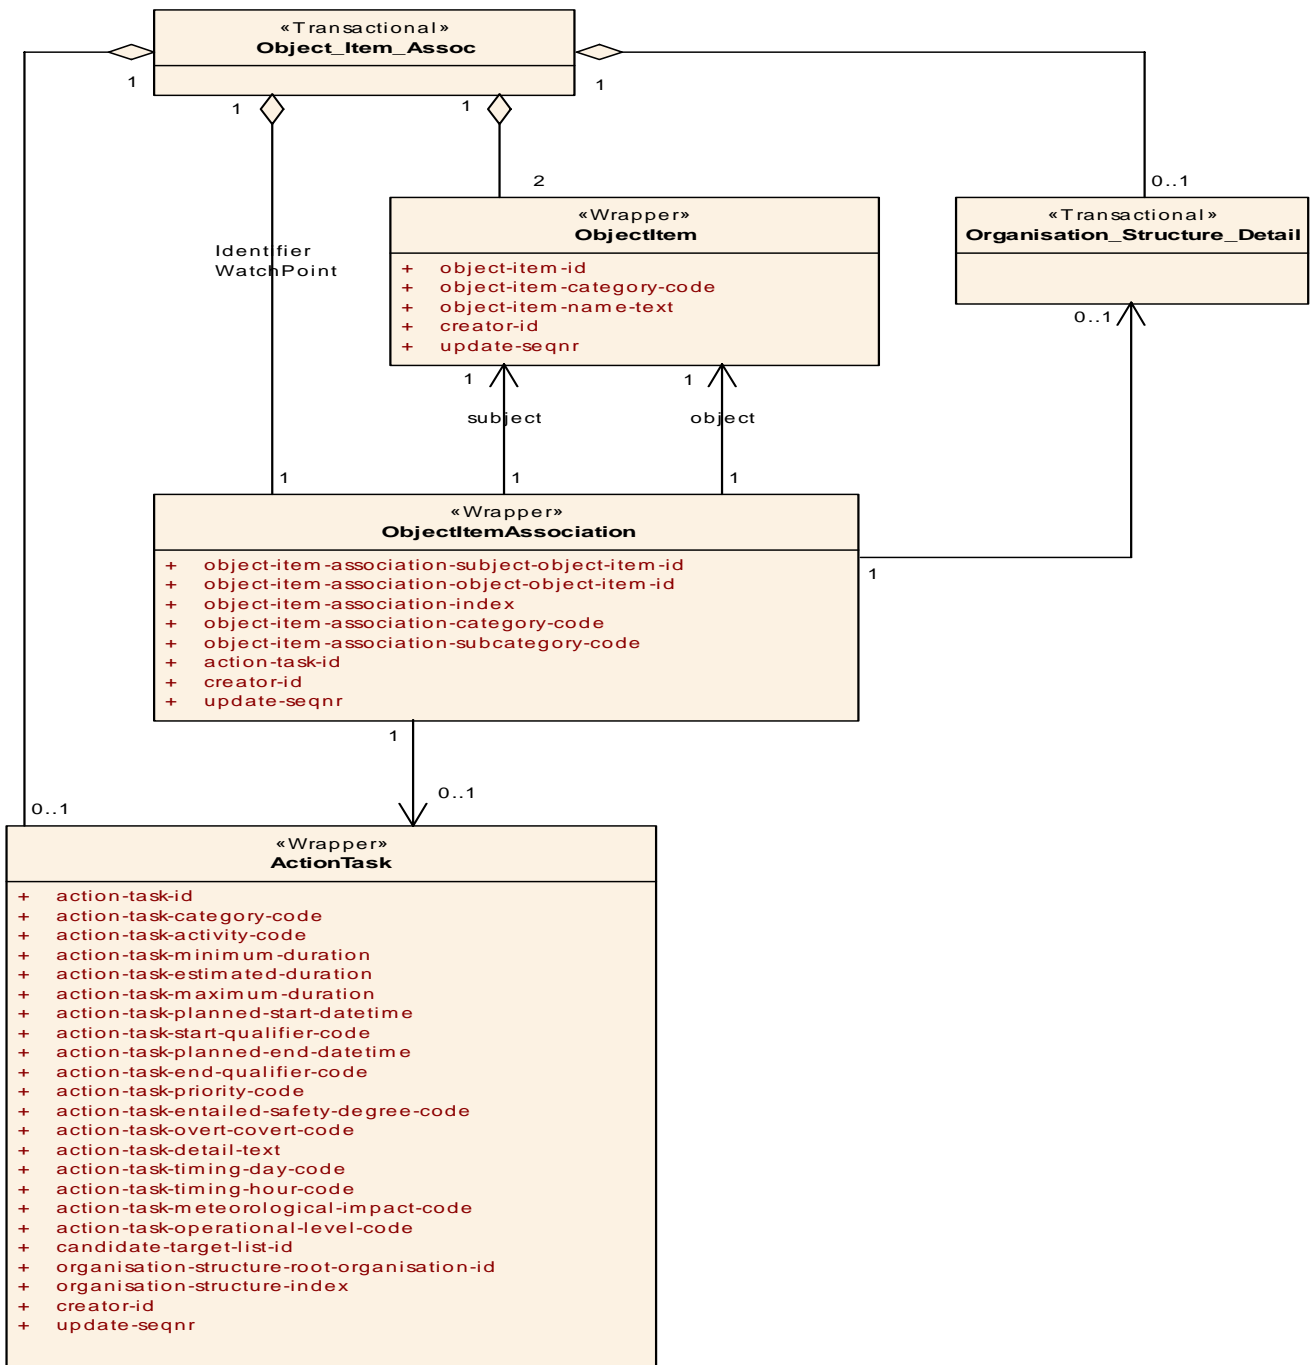 «Transactional»
Object_Item_Assoc
1
1
1
1
2
0..1
«Wrapper»
ObjectItem
+ object-item-id
+ object-item-category-code
+ object-item-name-text
+ creator-id
+ update-seqnr
«Transactional»
Organisation_Structure_Detail
Identifier
WatchPoint
0..1
1
1
subject
object
1
1
1
«Wrapper»
ObjectItemAssociation
+ object-item-association-subject-object-item-id
+ object-item-association-object-object-item-id
+ object-item-association-index
+ object-item-association-category-code
+ object-item-association-subcategory-code
+ action-task-id
+ creator-id
+ update-seqnr
1
1
0..1
0..1
«Wrapper»
ActionTask
+ action-task-id
+ action-task-category-code
+ action-task-activity-code
+ action-task-minimum-duration
+ action-task-estimated-duration
+ action-task-maximum-duration
+ action-task-planned-start-datetime
+ action-task-start-qualifier-code
+ action-task-planned-end-datetime
+ action-task-end-qualifier-code
+ action-task-priority-code
+ action-task-entailed-safety-degree-code
+ action-task-overt-covert-code
+ action-task-detail-text
+ action-task-timing-day-code
+ action-task-timing-hour-code
+ action-task-meteorological-impact-code
+ action-task-operational-level-code
+ candidate-target-list-id
+ organisation-structure-root-organisation-id
+ organisation-structure-index
+ creator-id
+ update-seqnr